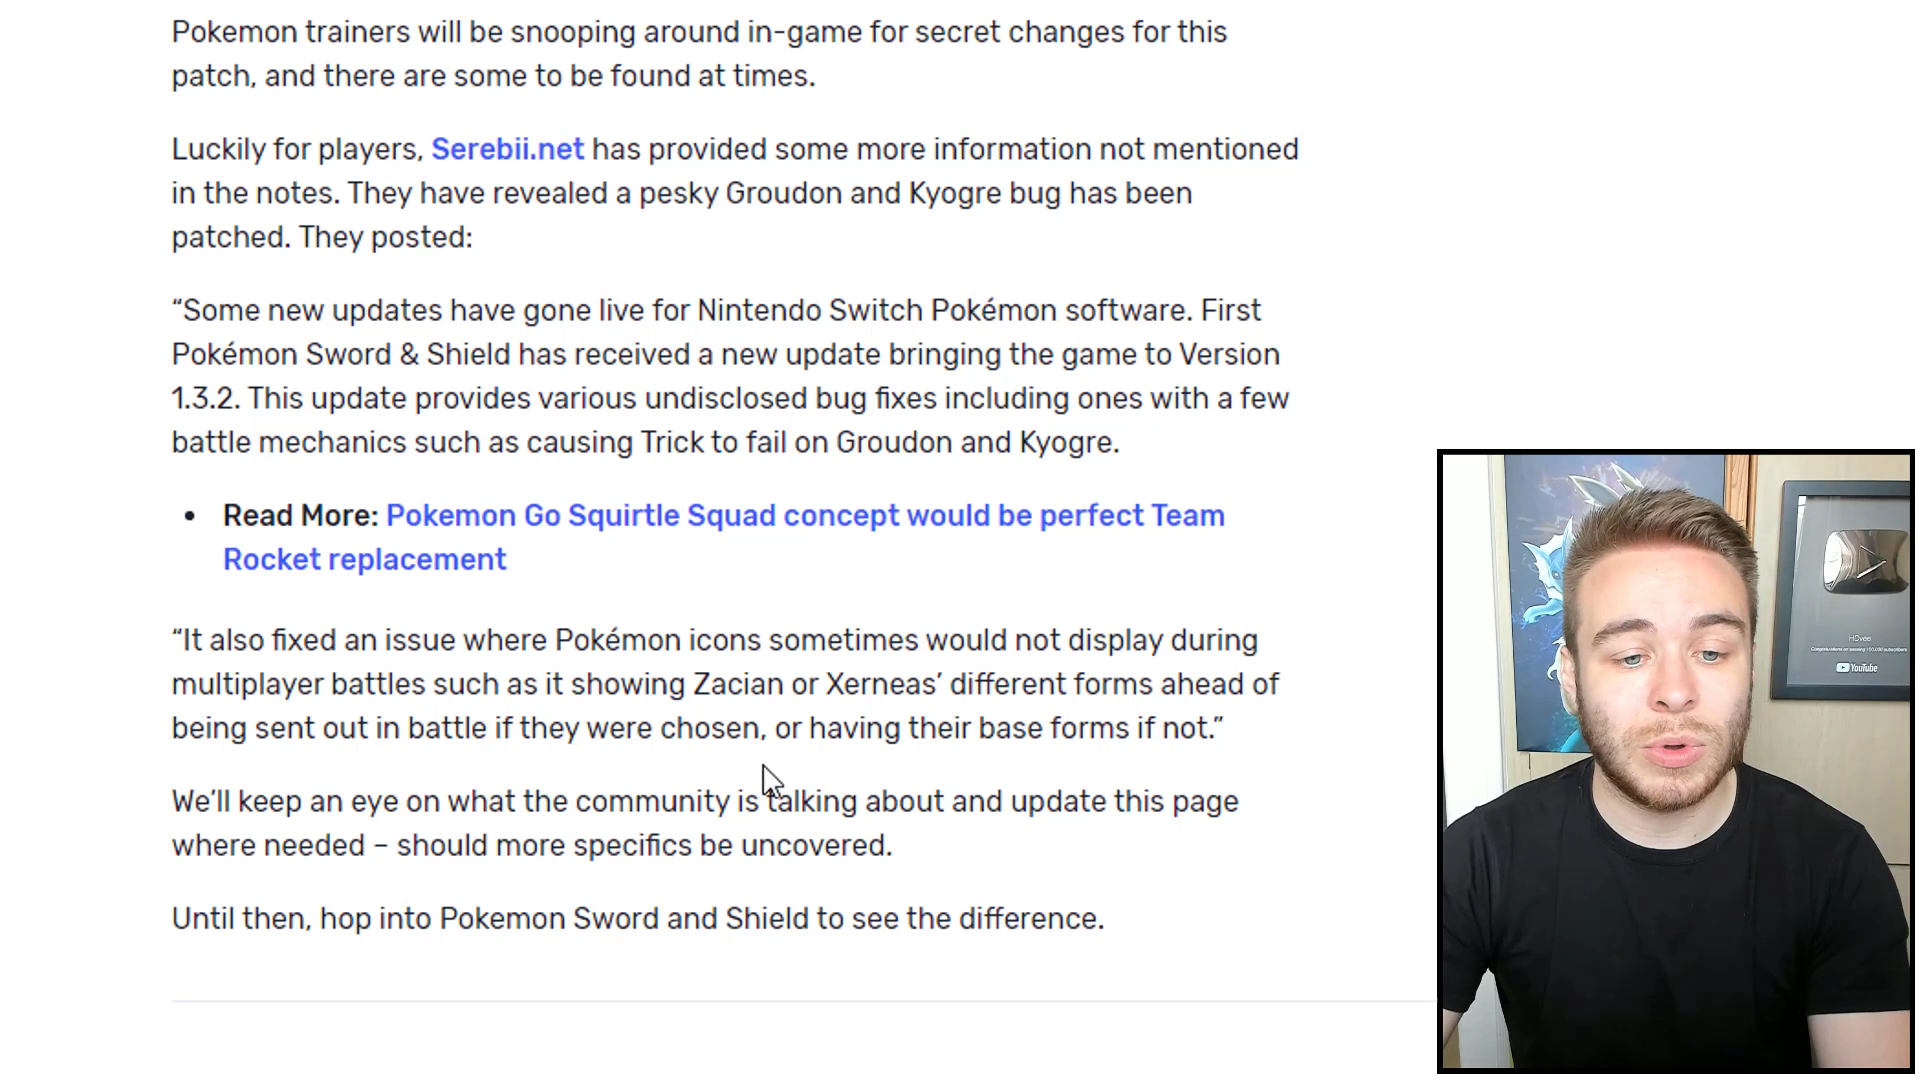 Pokemon trainers will be snooping around in-game for secret changes for this
patch, and there are some to be found at times.
Luckily for players, Serebii.net has provided some more information not mentioned
in the notes. They have revealed a pesky Groudon and Kyogre bug has been
patched. They posted:
“Some new updates have gone live for Nintendo Switch Pokémon software. First
Pokémon Sword & Shield has received a new update bringing the game to Version
1.3.2. This update provides various undisclosed bug fixes including ones with a few
battle mechanics such as causing Trick to fail on Groudon and Kyogre.
• Read More: Pokemon Go Squirtle Squad concept would be perfect Team
Rocket replacement
“It also fixed an issue where Pokémon icons sometimes would not display during
multiplayer battles such as it showing Zacian or Xerneas’ different forms ahead of
being sent out in battle if they were chosen, or having their base forms if not.”
We’ll keep an eye on what the community is talking about and update this page
where needed – should more specifics be uncovered.
Until then, hop into Pokemon Sword and Shield to see the difference.
HDvee
YouTube